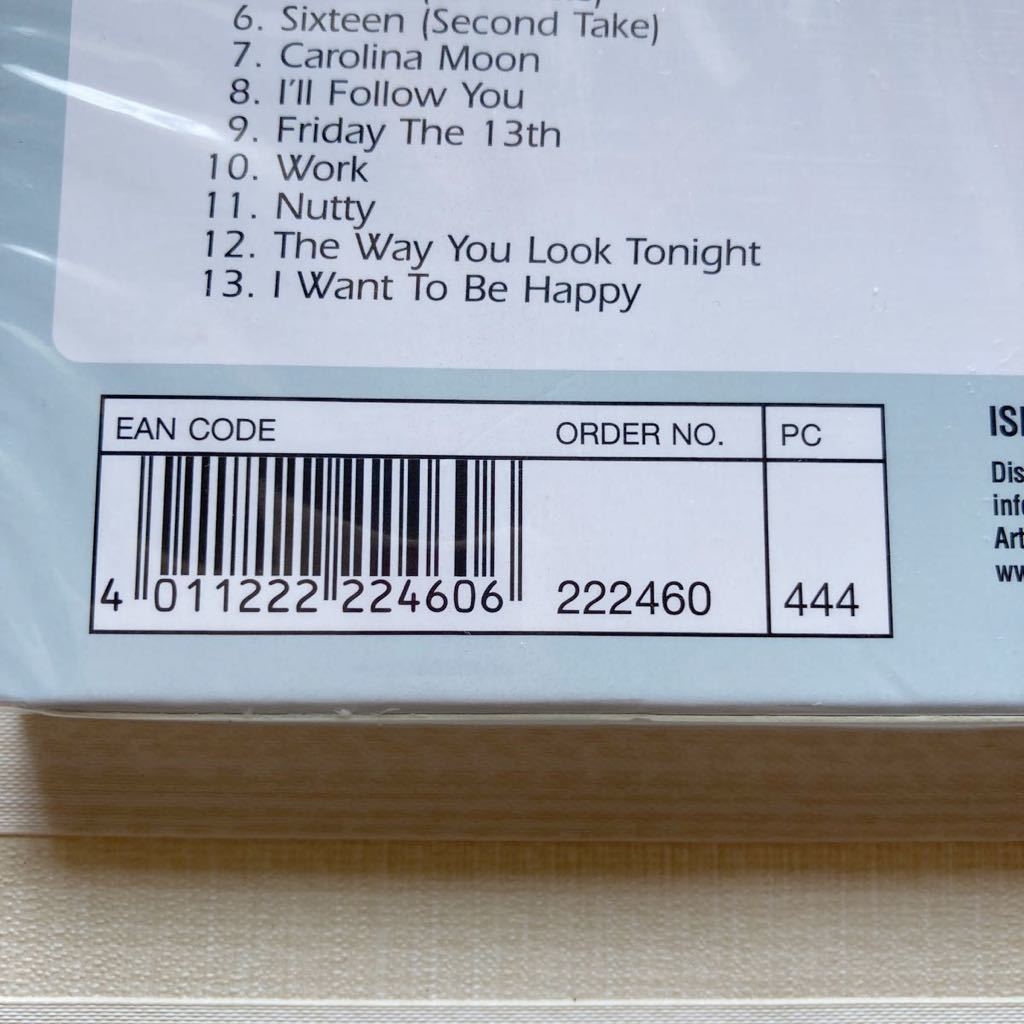 6. Sixteen (Second Take)
7. Carolina Moon
8. I'll Follow You
9. Friday The 13th
10. Work
11. Nutty
12. The Way You Look Tonight
13. I Want To Be Happy
EAN CODE ORDER NO. PC
4 011222 224606 222460 444